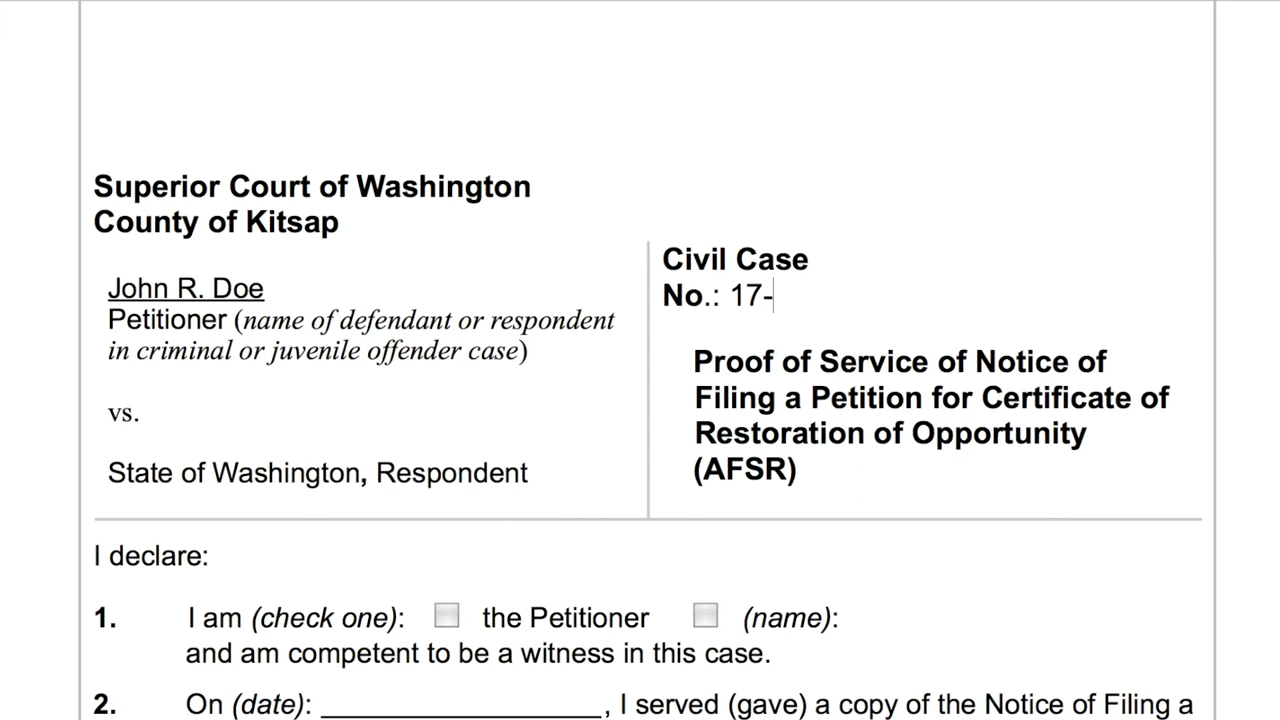 Superior Court of Washington
County of Kitsap
John R. Doe
Petitioner (name of defendant or respondent
in criminal or juvenile offender case)
vs.
State of Washington, Respondent
Civil Case
No.: 17-
Proof of Service of Notice of
Filing a Petition for Certificate of
Restoration of Opportunity
(AFSR)
I declare:
1. I am (check one): the Petitioner (name):
and am competent to be a witness in this case.
2. On (date): ____________________, I served (gave) a copy of the Notice of Filing a